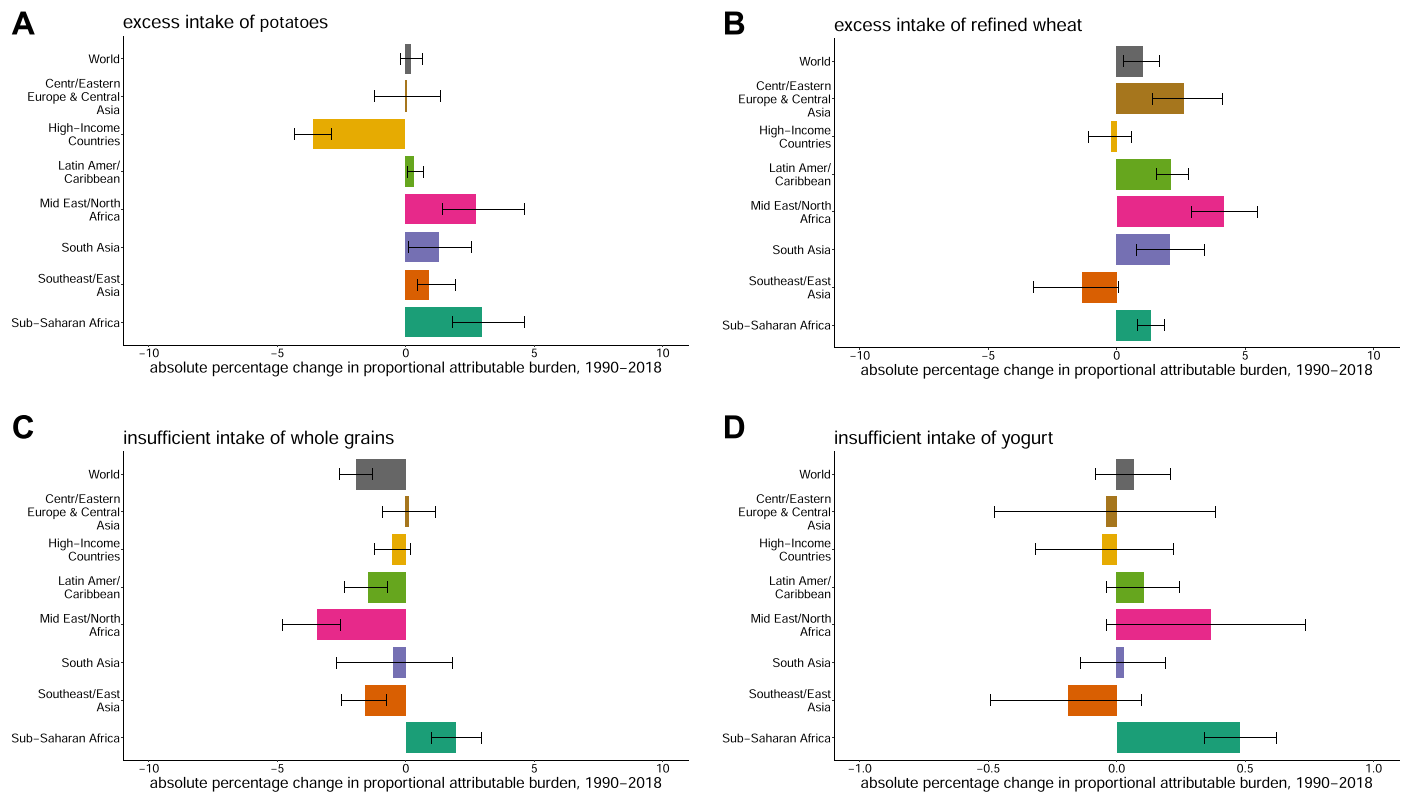 A
excess intake of potatoes
World
Centr/Eastern
Europe & Central
Asia
High−Income
Countries
Latin Amer/
Caribbean
Mid East/North
Africa
South Asia
Southeast/East
Asia
Sub−Saharan Africa
−10 −5 0 5 10
absolute percentage change in proportional attributable burden, 1990−2018
B
excess intake of refined wheat
World
Centr/Eastern
Europe & Central
Asia
High−Income
Countries
Latin Amer/
Caribbean
Mid East/North
Africa
South Asia
Southeast/East
Asia
Sub−Saharan Africa
−10 −5 0 5 10
absolute percentage change in proportional attributable burden, 1990−2018
C
insufficient intake of whole grains
World
Centr/Eastern
Europe & Central
Asia
High−Income
Countries
Latin Amer/
Caribbean
Mid East/North
Africa
South Asia
Southeast/East
Asia
Sub−Saharan Africa
−10 −5 0 5 10
absolute percentage change in proportional attributable burden, 1990−2018
D
insufficient intake of yogurt
World
Centr/Eastern
Europe & Central
Asia
High−Income
Countries
Latin Amer/
Caribbean
Mid East/North
Africa
South Asia
Southeast/East
Asia
Sub−Saharan Africa
−1.0 −0.5 0.0 0.5 1.0
absolute percentage change in proportional attributable burden, 1990−2018